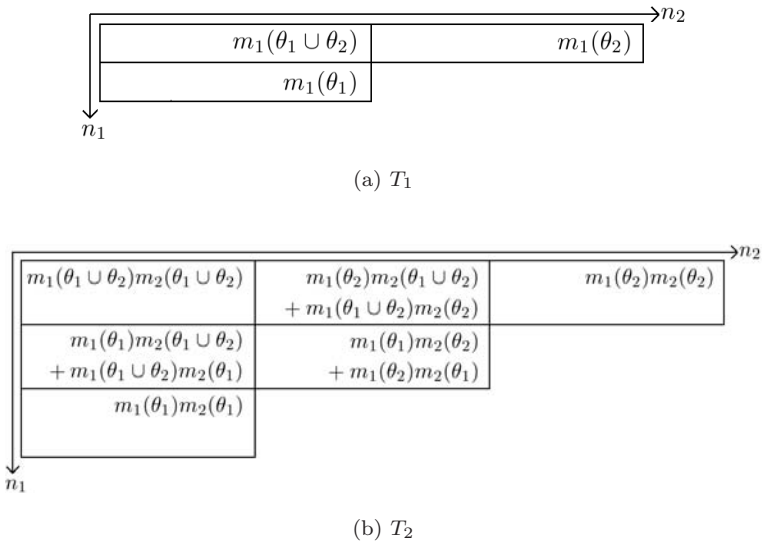 n₂
m₁(θ₁ ∪ θ₂) m₁(θ₂)
m₁(θ₁)
n₁
(a) T₁
n₂
m₁(θ₁ ∪ θ₂)m₂(θ₁ ∪ θ₂) m₁(θ₂)m₂(θ₁ ∪ θ₂) m₁(θ₂)m₂(θ₂)
+ m₁(θ₁ ∪ θ₂)m₂(θ₂)
m₁(θ₁)m₂(θ₁ ∪ θ₂) m₁(θ₁)m₂(θ₂)
+ m₁(θ₁ ∪ θ₂)m₂(θ₁) + m₁(θ₂)m₂(θ₁)
m₁(θ₁)m₂(θ₁)
n₁
(b) T₂